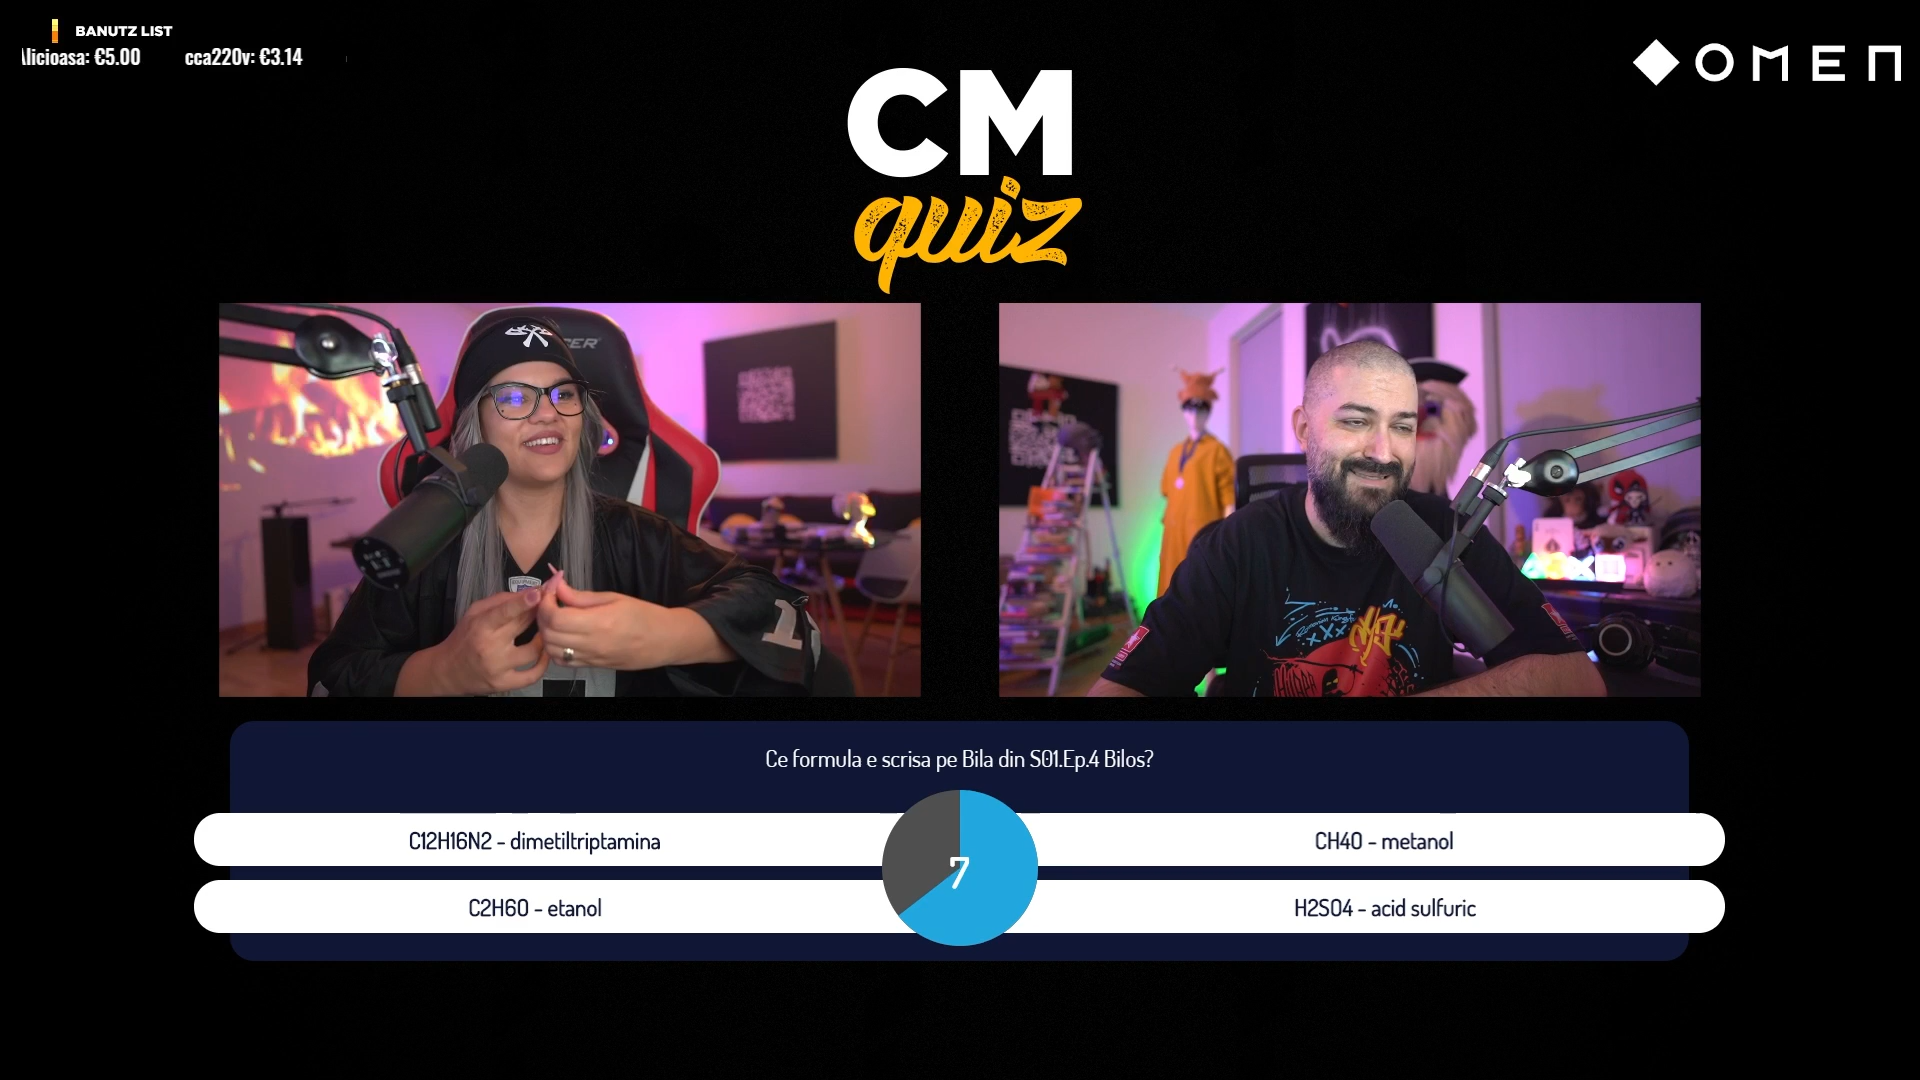 BANUTZ LIST
licioasa: €5.00 cca220v: €3.14
OMEN
CM
quiz
Ce formula e scrisa pe Bila din S01.Ep.4 Bilos?
C12H16N2 - dimetiltriptamina
CH4O - metanol
7
C2H6O - etanol
H2SO4 - acid sulfuric